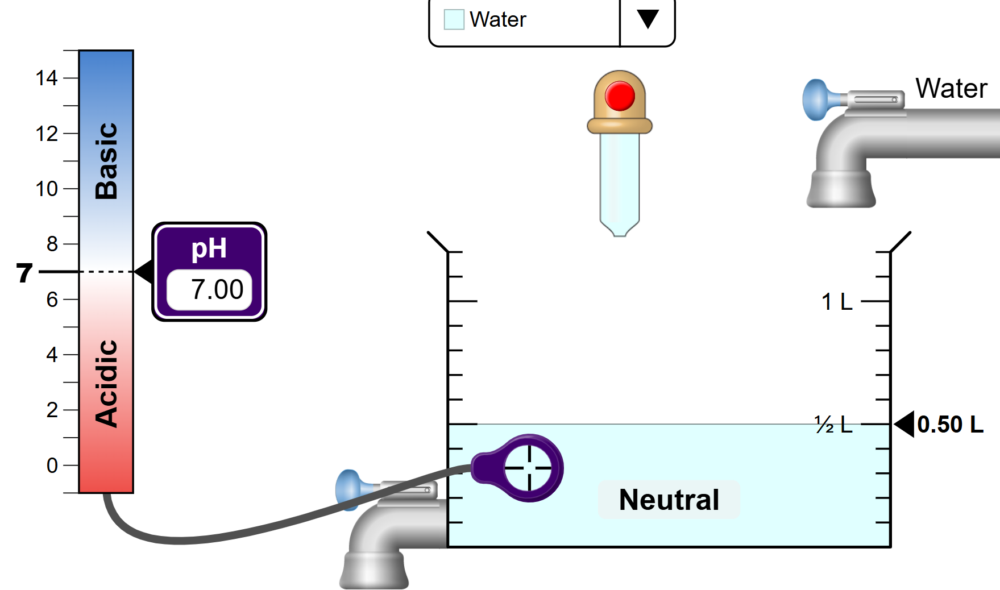 Water
Water
14
12
10
8
7
6
4
2
0
Basic
Acidic
pH
7.00
1 L
½ L
0.50 L
Neutral